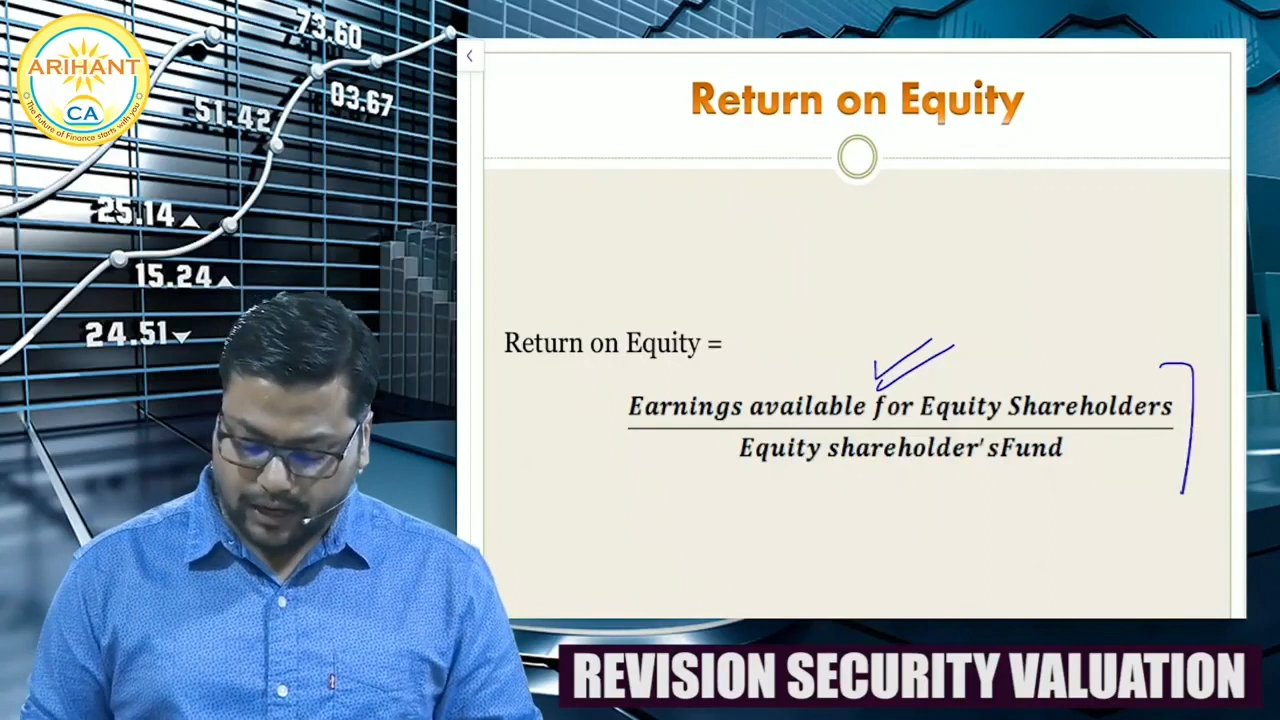 ARIHANT
CA
The Future of Finance starts with you
73.60
03.67
51.42
25.14
15.24
24.51
Return on Equity
Return on Equity =
Earnings available for Equity Shareholders
Equity shareholder'sFund
REVISION SECURITY VALUATION